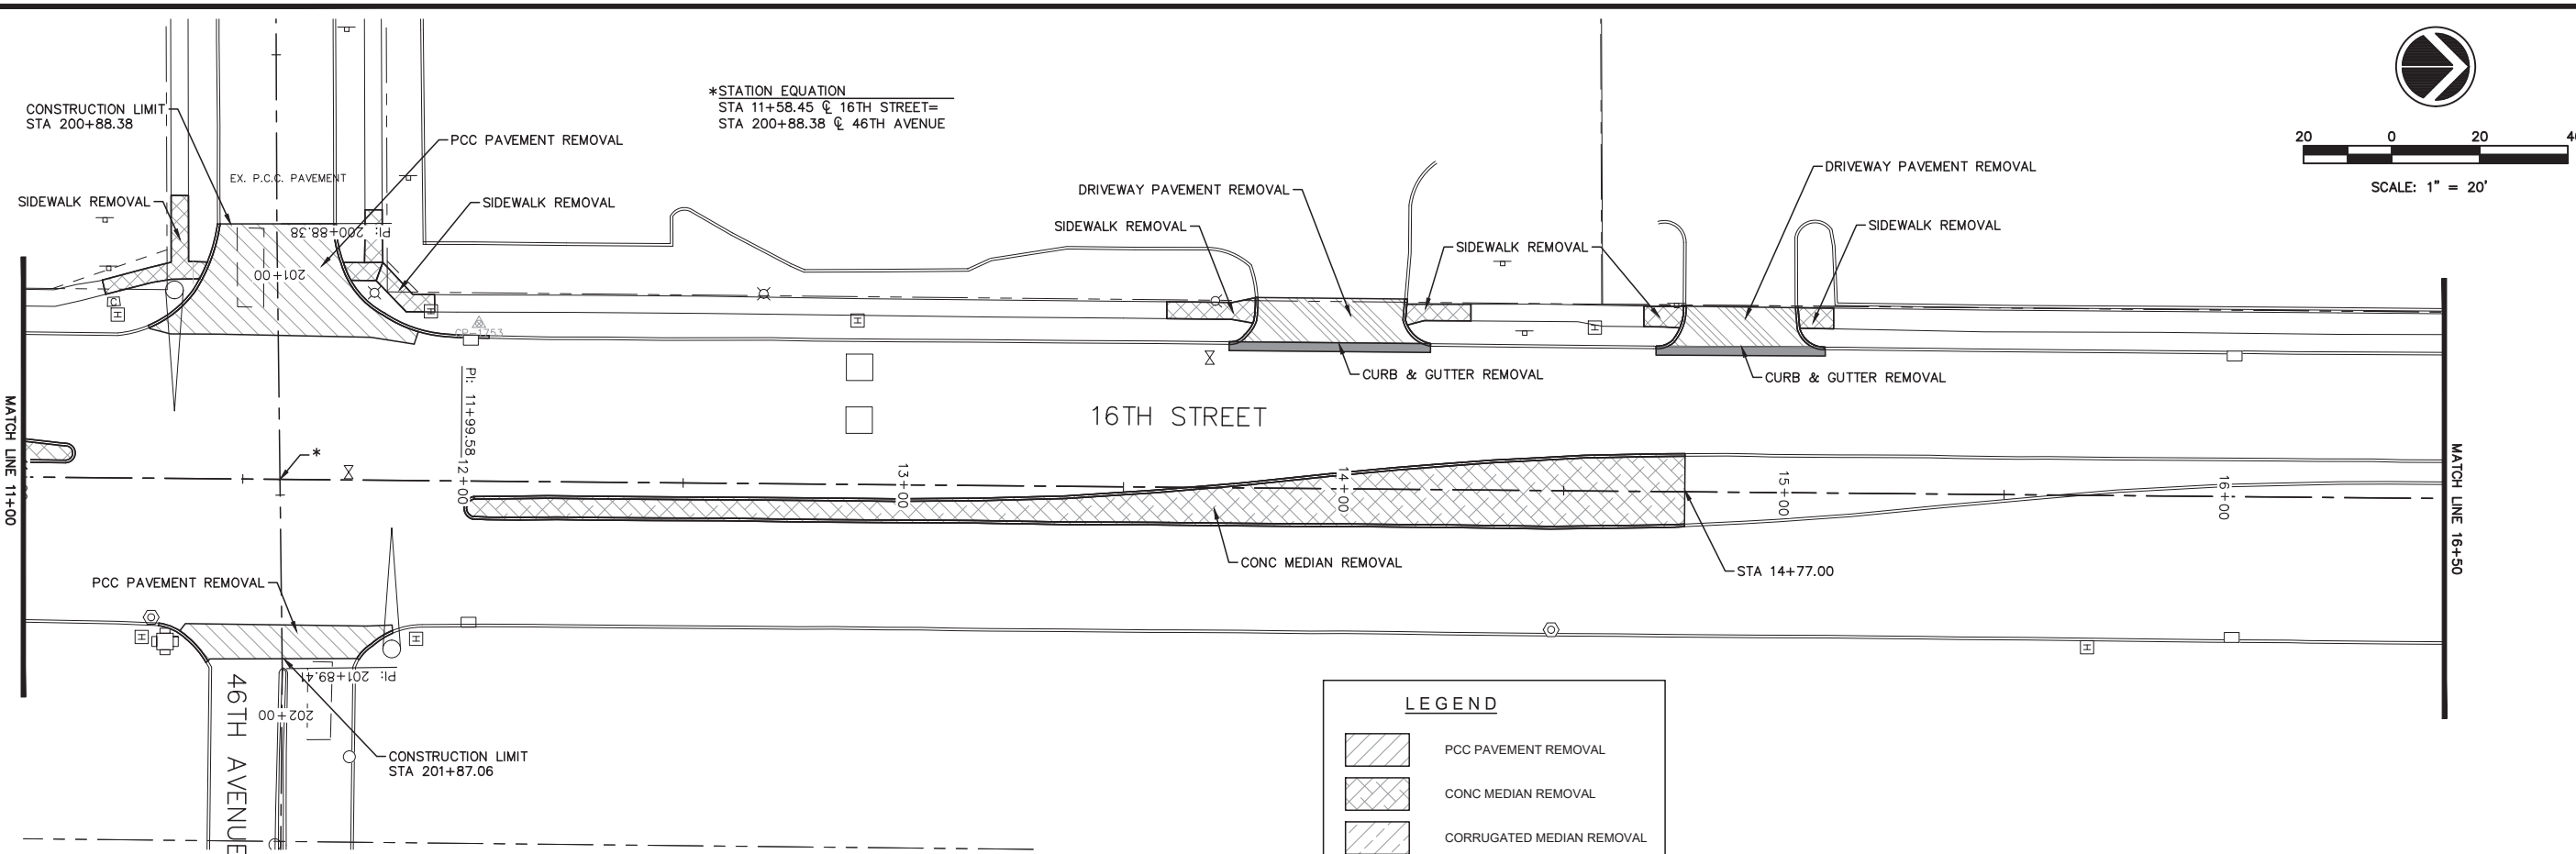 CONSTRUCTION LIMIT
STA 200+88.38
*STATION EQUATION
STA 11+58.45 ℄ 16TH STREET=
STA 200+88.38 ℄ 46TH AVENUE
PCC PAVEMENT REMOVAL
EX. P.C.C. PAVEMENT
SIDEWALK REMOVAL
SIDEWALK REMOVAL
PI: 200+88.38
201+00
DRIVEWAY PAVEMENT REMOVAL
SIDEWALK REMOVAL
SIDEWALK REMOVAL
DRIVEWAY PAVEMENT REMOVAL
SIDEWALK REMOVAL
20 0 20
SCALE: 1" = 20'
C
H
H
CP-1753
H
H
CURB & GUTTER REMOVAL
CURB & GUTTER REMOVAL
MATCH LINE 11+00
*
PI: 11+99.58
12+00
16TH STREET
13+00
14+00
15+00
16+00
MATCH LINE 16+50
CONC MEDIAN REMOVAL
STA 14+77.00
PCC PAVEMENT REMOVAL
H
H
H
PI: 201+89.41
202+00
46TH AVENUE
CONSTRUCTION LIMIT
STA 201+87.06
LEGEND
PCC PAVEMENT REMOVAL
CONC MEDIAN REMOVAL
CORRUGATED MEDIAN REMOVAL